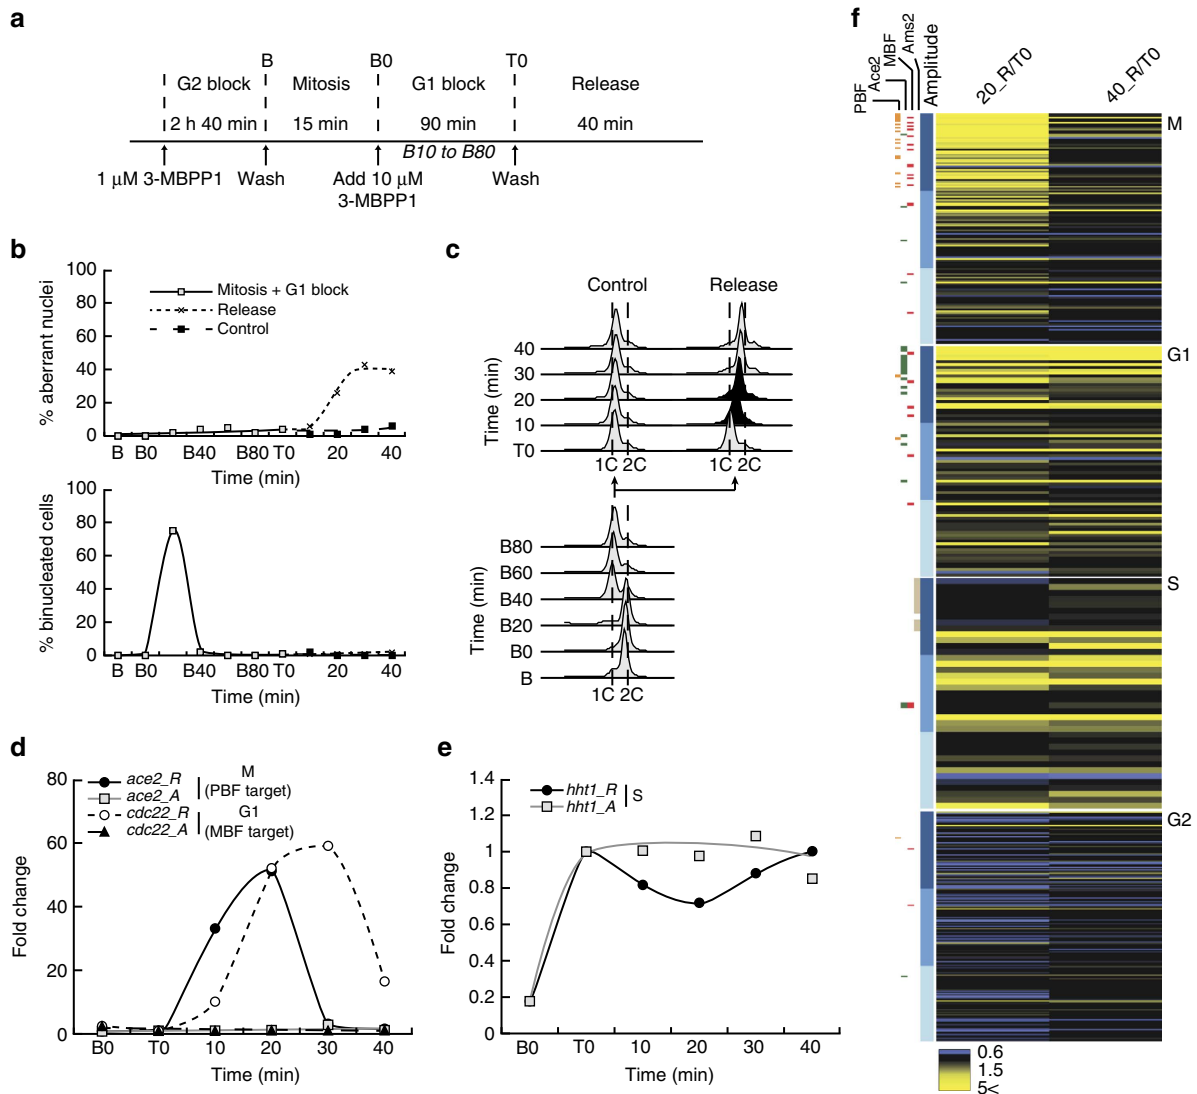 a
B B0 T0
G2 block Mitosis G1 block Release
2 h 40 min 15 min 90 min 40 min
B10 to B80
1 μM 3-MBPP1 Wash Add 10 μM Wash
3-MBPP1
b
% aberrant nuclei
100
80
60
40
20
0
Mitosis + G1 block
Release
Control
B B0 B40 B80 T0 20 40
Time (min)
% binucleated cells
100
80
60
40
20
0
B B0 B40 B80 T0 20 40
Time (min)
c
Control Release
Time (min)
40
30
20
10
T0
1C 2C 1C 2C
Time (min)
B80
B60
B40
B20
B0
B
1C 2C
d
Fold change
80
60
40
20
0
ace2_R
ace2_A
M
(PBF target)
cdc22_R
cdc22_A
G1
(MBF target)
B0 T0 10 20 30 40
Time (min)
e
Fold change
1.4
1.2
1
0.8
0.6
0.4
0.2
0
hht1_R
hht1_A
S
B0 T0 10 20 30 40
Time (min)
f
PBF
Ace2
MBF
Ams2
Amplitude
20_R/T0
40_R/T0
M
G1
S
G2
0.6
1.5
5<